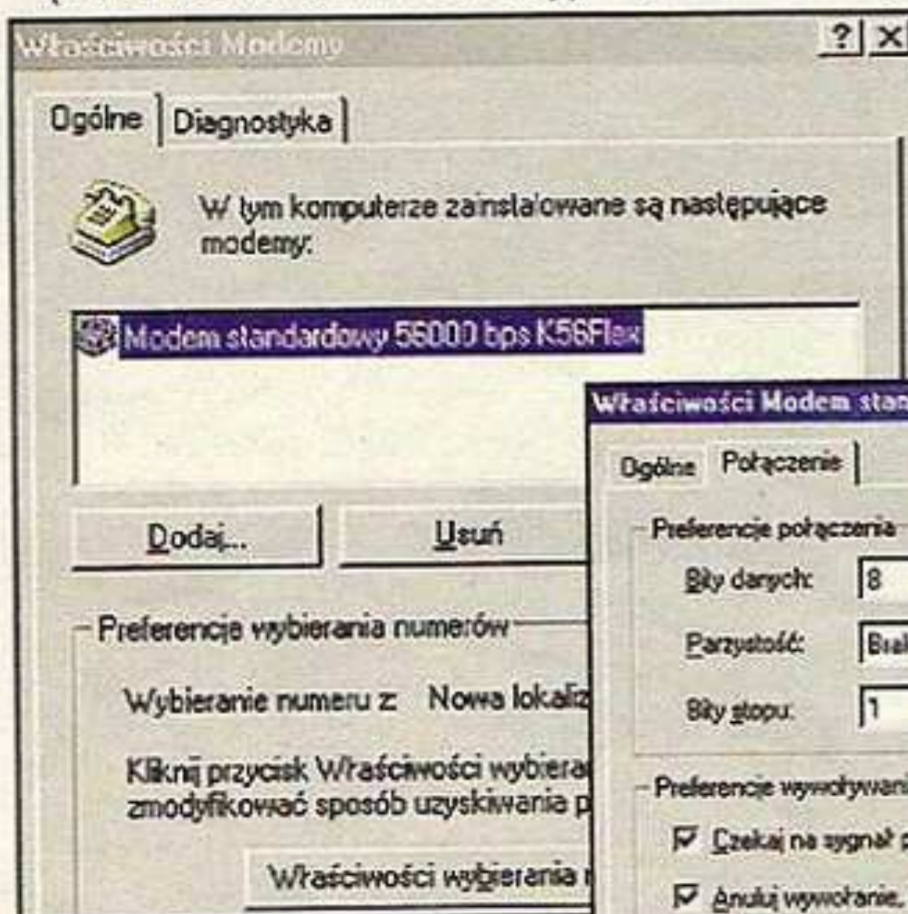 Właściwości Modemy
? ×
Ogólne Diagnostyka
W tym komputerze zainstalowane są następujące
modemy:
Modem standardowy 56000 bps K56Flex
Dodaj... Usuń
Preferencje wybierania numerów
Wybieranie numeru z: Nowa lokaliz
Kliknij przycisk Właściwości wybiera
zmodyfikować sposób uzyskiwania p
Właściwości wybierania
Właściwości Modem stan
Ogólne Połączenie
Preferencje połączenia
Bity danych: 8
Parzystość: Brak
Bity stopu: 1
Preferencje wywoływani
Czekaj na sygnał p
Anuluj wywołanie,